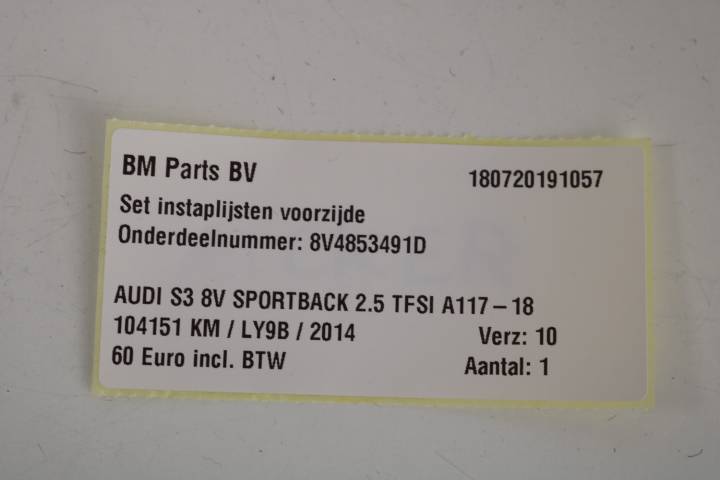 BM Parts BV 180720191057
Set instaplijsten voorzijde
Onderdeelnummer: 8V4853491D
AUDI S3 8V SPORTBACK 2.5 TFSI A117-18
104151 KM / LY9B / 2014 Verz: 10
60 Euro incl. BTW Aantal: 1